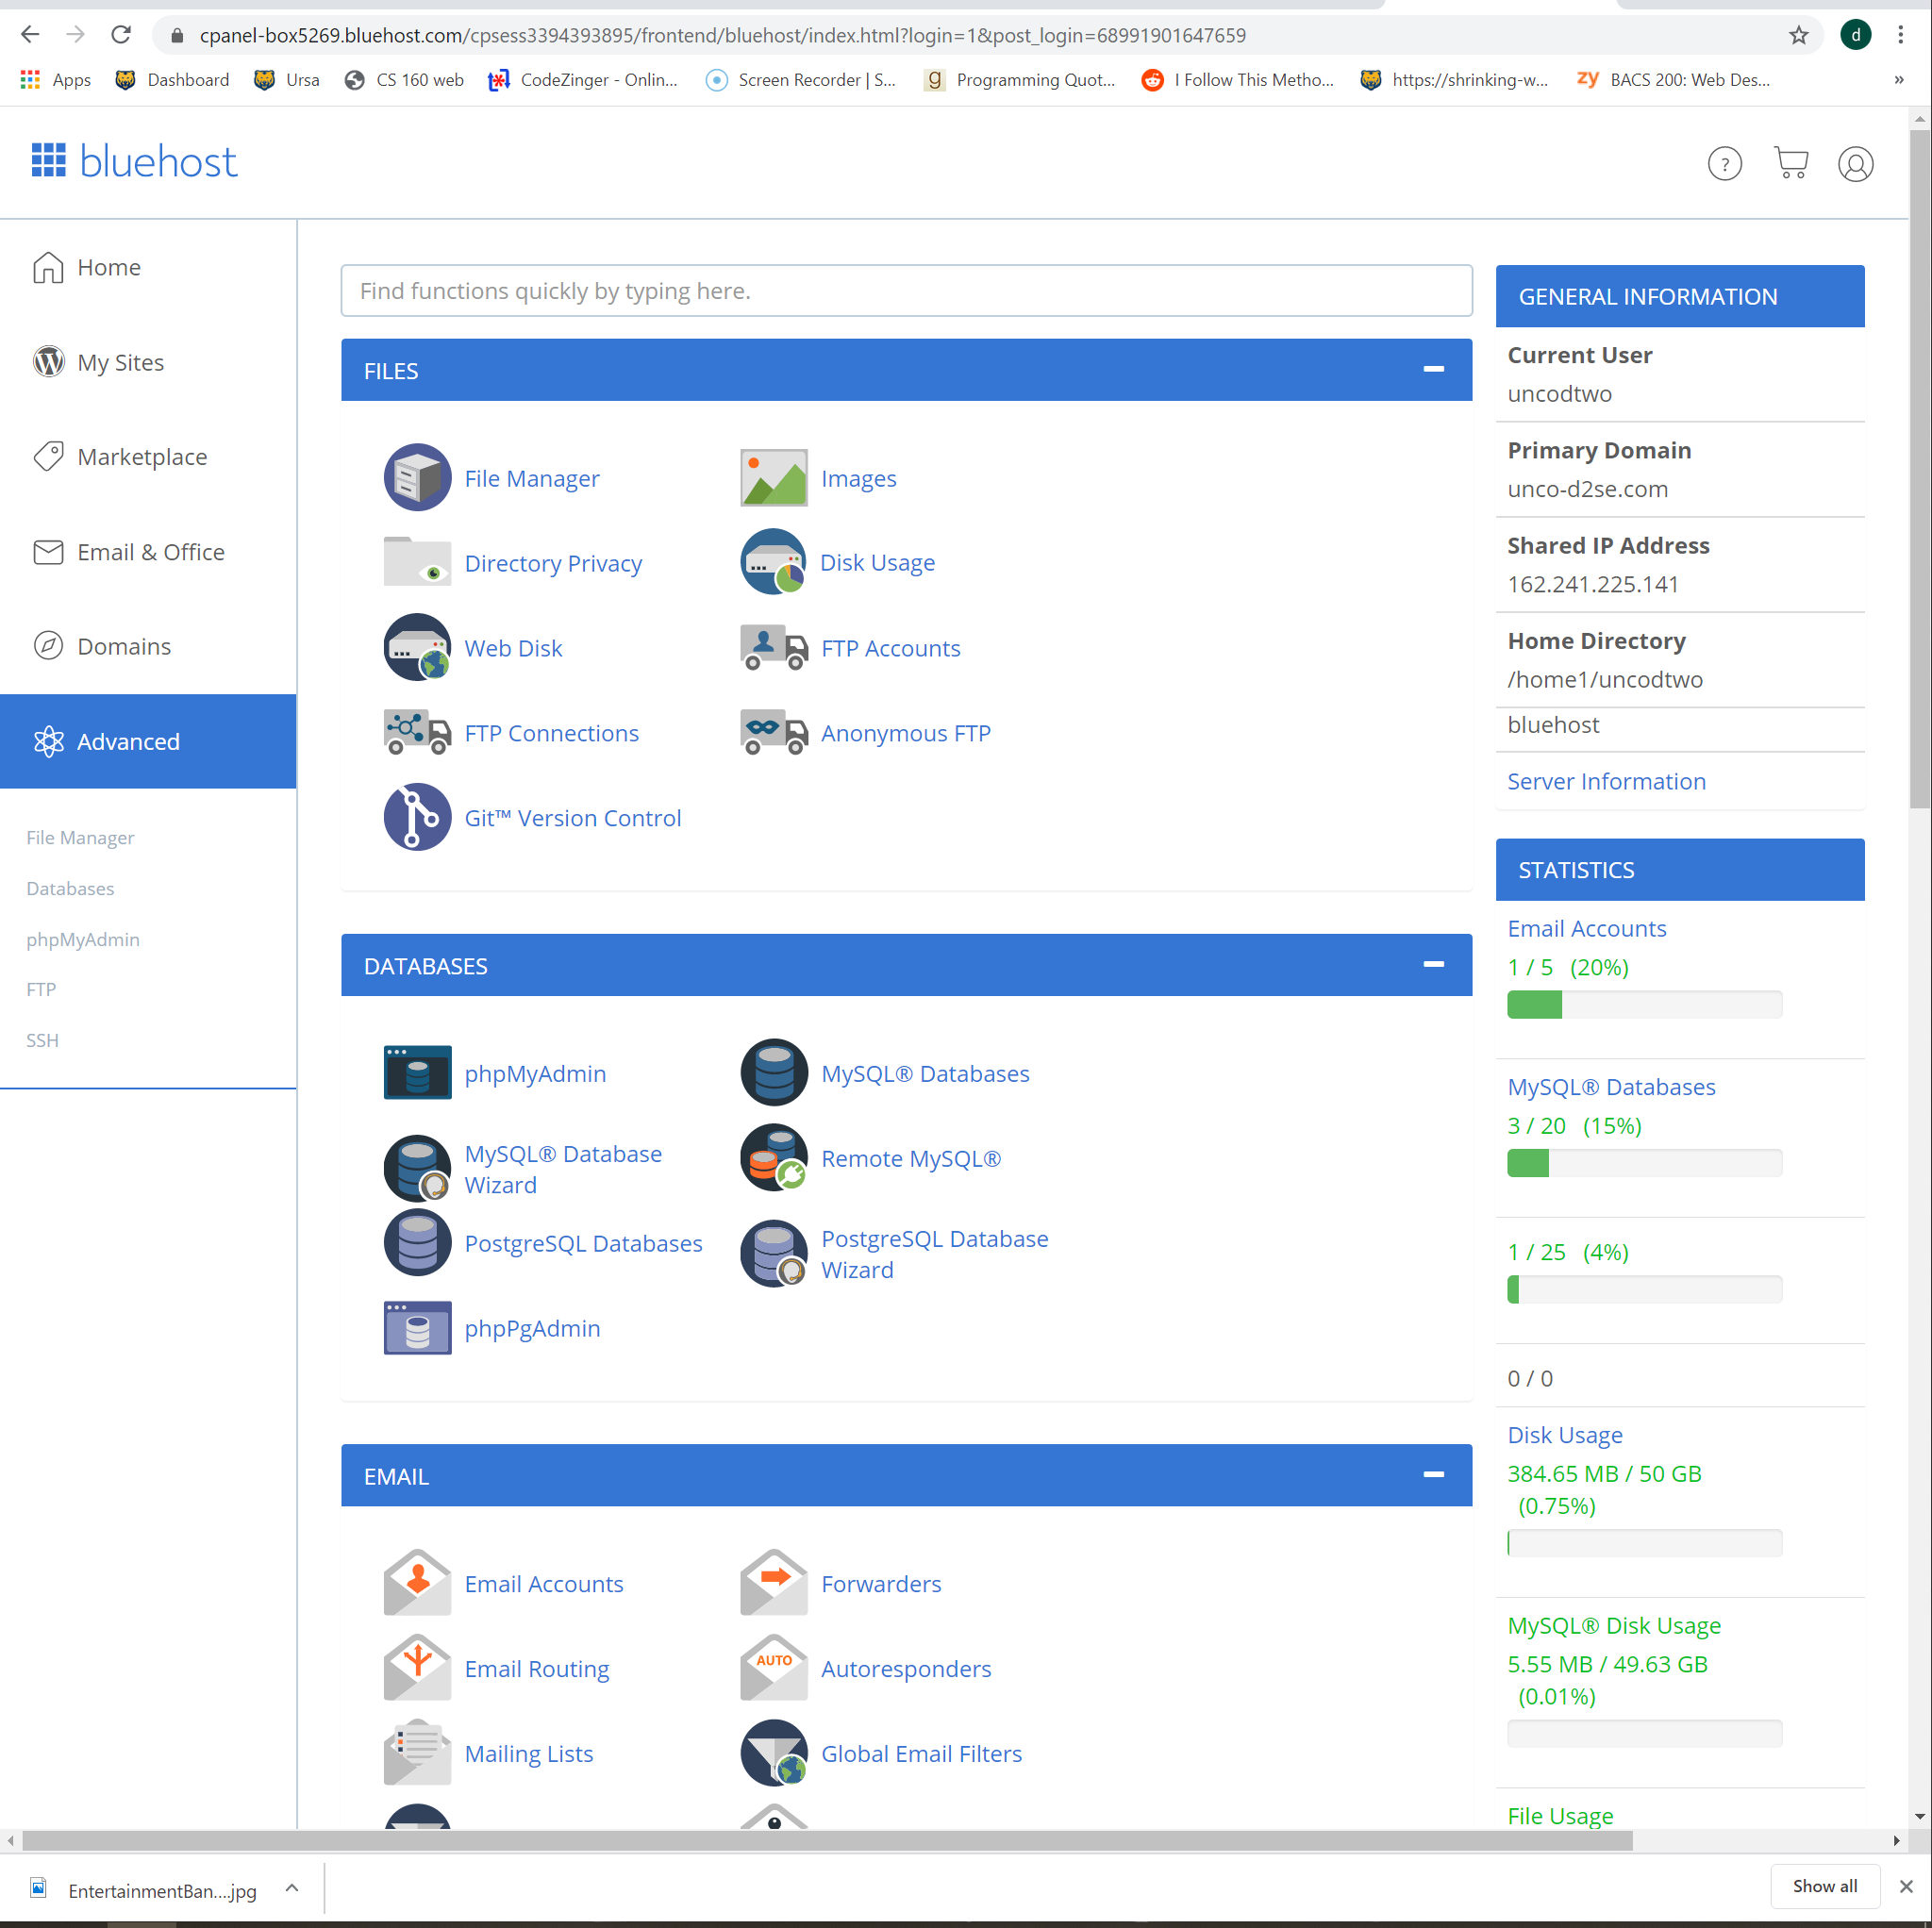 cpanel-box5269.bluehost.com/cpsess3394393895/frontend/bluehost/index.html?login=1&post_login=68991901647659
d
Apps
Dashboard
Ursa
CS 160 web
CodeZinger - Onlin...
Screen Recorder | S...
g
Programming Quot...
I Follow This Metho...
https://shrinking-w...
zy
BACS 200: Web Des...
»
bluehost
?
Home
My Sites
Marketplace
Email & Office
Domains
Advanced
File Manager
Databases
phpMyAdmin
FTP
SSH
Find functions quickly by typing here.
FILES
File Manager
Images
Directory Privacy
Disk Usage
Web Disk
FTP Accounts
FTP Connections
Anonymous FTP
Git™ Version Control
DATABASES
phpMyAdmin
MySQL® Databases
MySQL® Database
Wizard
Remote MySQL®
PostgreSQL Databases
PostgreSQL Database
Wizard
phpPgAdmin
EMAIL
Email Accounts
Forwarders
Email Routing
AUTO
Autoresponders
Mailing Lists
Global Email Filters
GENERAL INFORMATION
Current User
uncodtwo
Primary Domain
unco-d2se.com
Shared IP Address
162.241.225.141
Home Directory
/home1/uncodtwo
bluehost
Server Information
STATISTICS
Email Accounts
1 / 5 (20%)
MySQL® Databases
3 / 20 (15%)
1 / 25 (4%)
0 / 0
Disk Usage
384.65 MB / 50 GB
(0.75%)
MySQL® Disk Usage
5.55 MB / 49.63 GB
(0.01%)
File Usage
EntertainmentBan....jpg
Show all